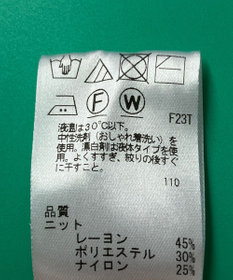 F W
F23T
液温は30℃以下。
中性洗剤(おしゃれ着洗い)を
使用。漂白剤は液体タイプを使
用。よくすすぎ、絞りの後すぐ
に干すこと。
110
品質
ニット
レーヨン 45%
ポリエステル 30%
ナイロン 25%